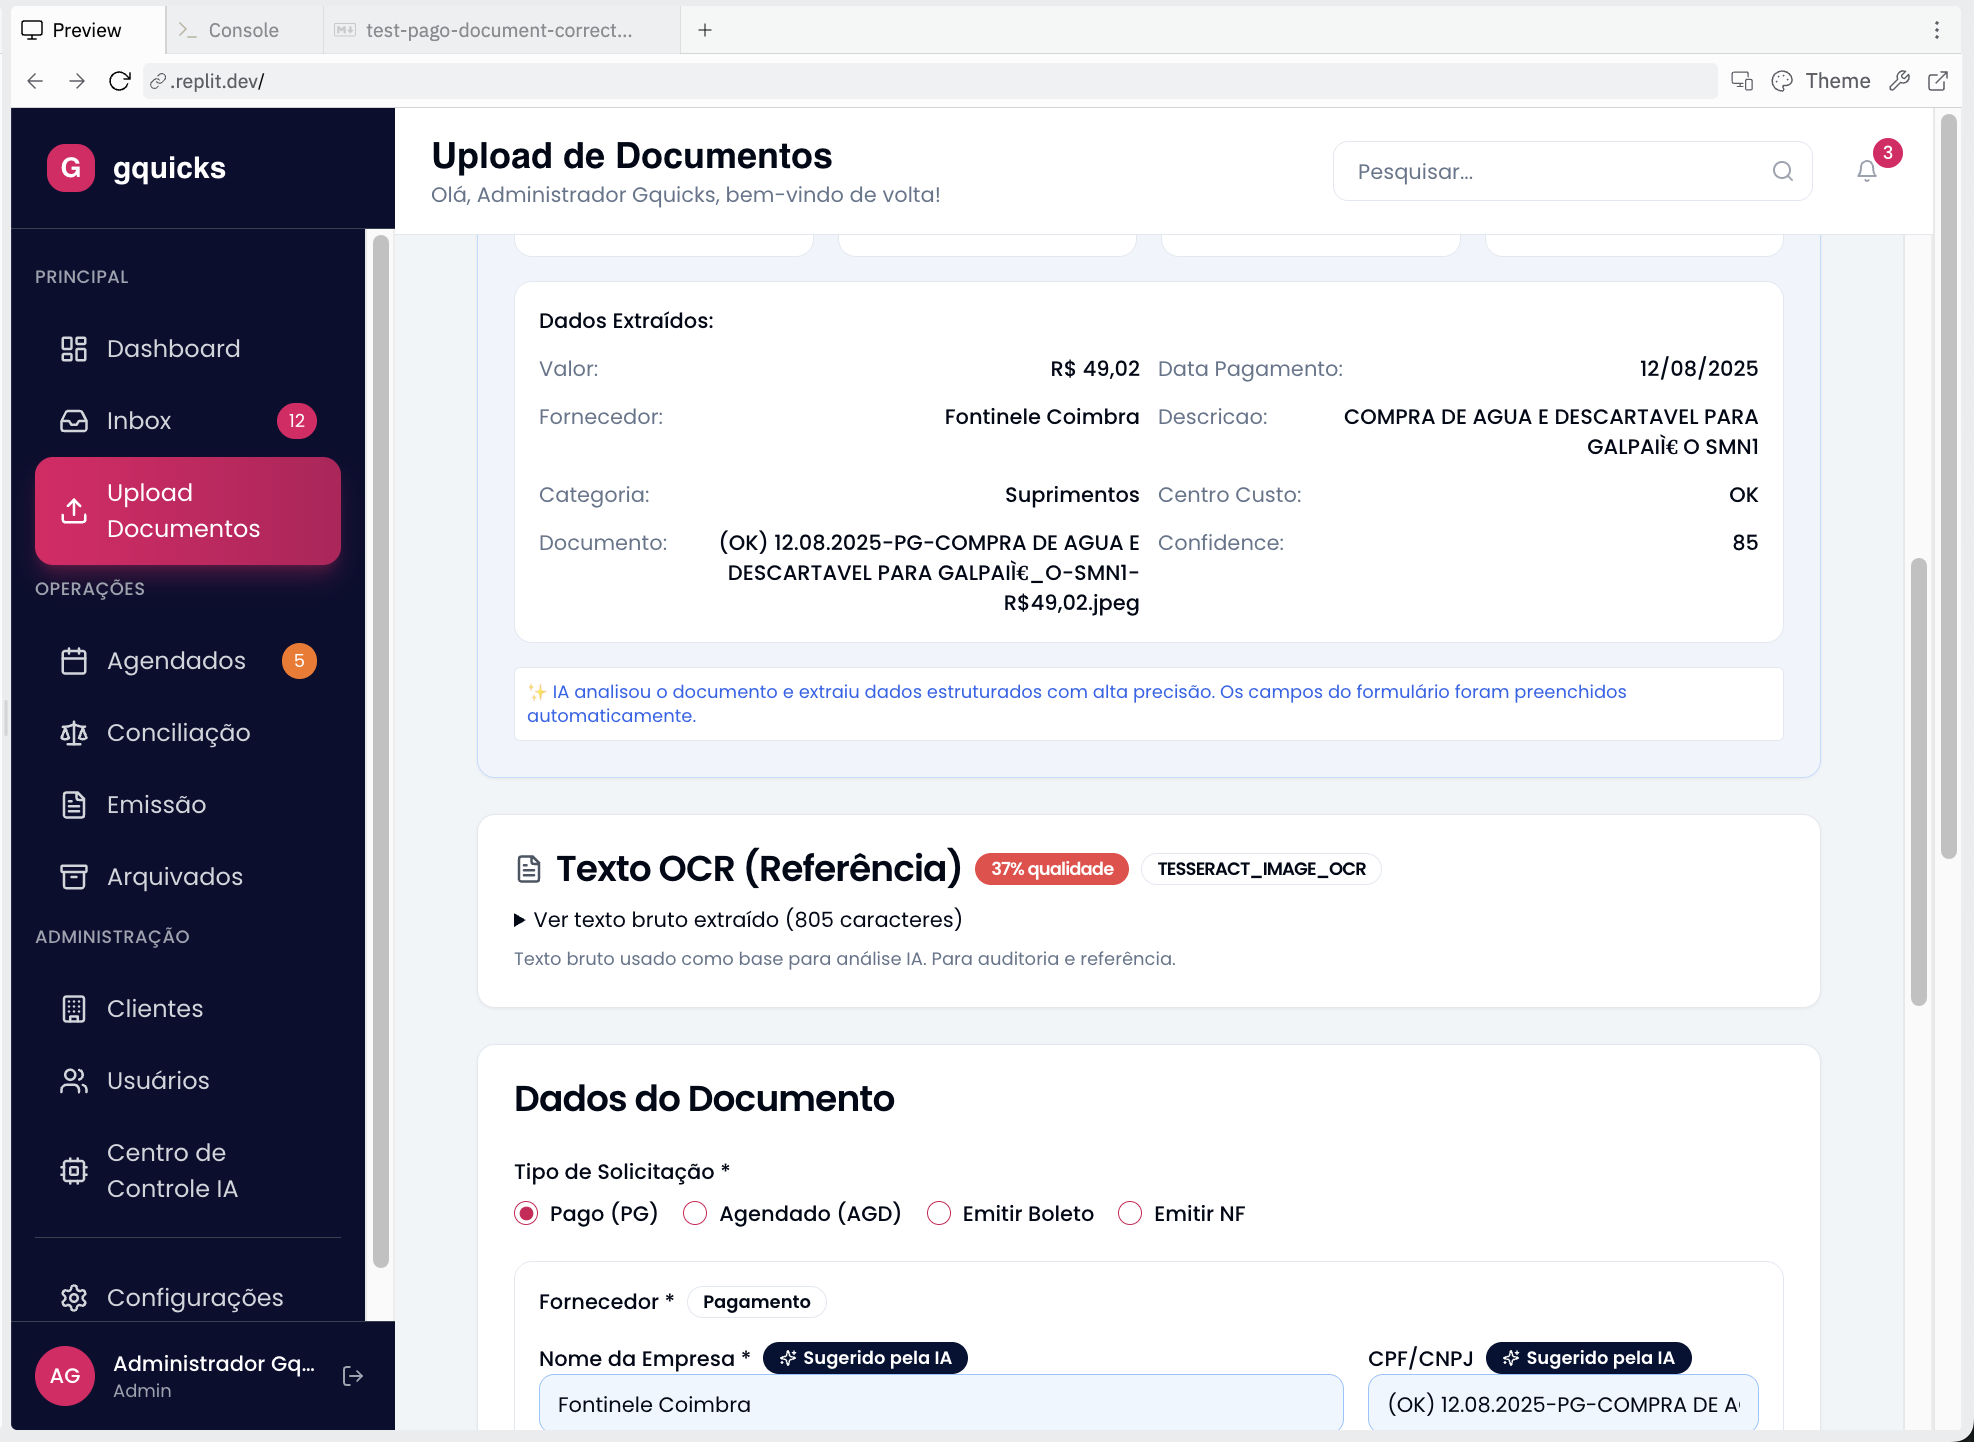 Preview
Console
test-pago-document-correct...
.replit.dev/
Theme
G gquicks
PRINCIPAL
Dashboard
Inbox 12
Upload
Documentos
OPERAÇÕES
Agendados 5
Conciliação
Emissão
Arquivados
ADMINISTRAÇÃO
Clientes
Usuários
Centro de
Controle IA
Configurações
AG
Administrador Gq...
Admin
Upload de Documentos
Olá, Administrador Gquicks, bem-vindo de volta!
Pesquisar...
3
Dados Extraídos:
Valor: R$ 49,02
Data Pagamento: 12/08/2025
Fornecedor: Fontinele Coimbra
Descricao: COMPRA DE AGUA E DESCARTAVEL PARA
GALPAIÌ€ O SMN1
Categoria: Suprimentos
Centro Custo: OK
Documento: (OK) 12.08.2025-PG-COMPRA DE AGUA E
DESCARTAVEL PARA GALPAIÌ€_O-SMN1-
R$49,02.jpeg
Confidence: 85
✨ IA analisou o documento e extraiu dados estruturados com alta precisão. Os campos do formulário foram preenchidos
automaticamente.
Texto OCR (Referência) 37% qualidade TESSERACT_IMAGE_OCR
▶ Ver texto bruto extraído (805 caracteres)
Texto bruto usado como base para análise IA. Para auditoria e referência.
Dados do Documento
Tipo de Solicitação *
Pago (PG) Agendado (AGD) Emitir Boleto Emitir NF
Fornecedor * Pagamento
Nome da Empresa * Sugerido pela IA
Fontinele Coimbra
CPF/CNPJ Sugerido pela IA
(OK) 12.08.2025-PG-COMPRA DE A